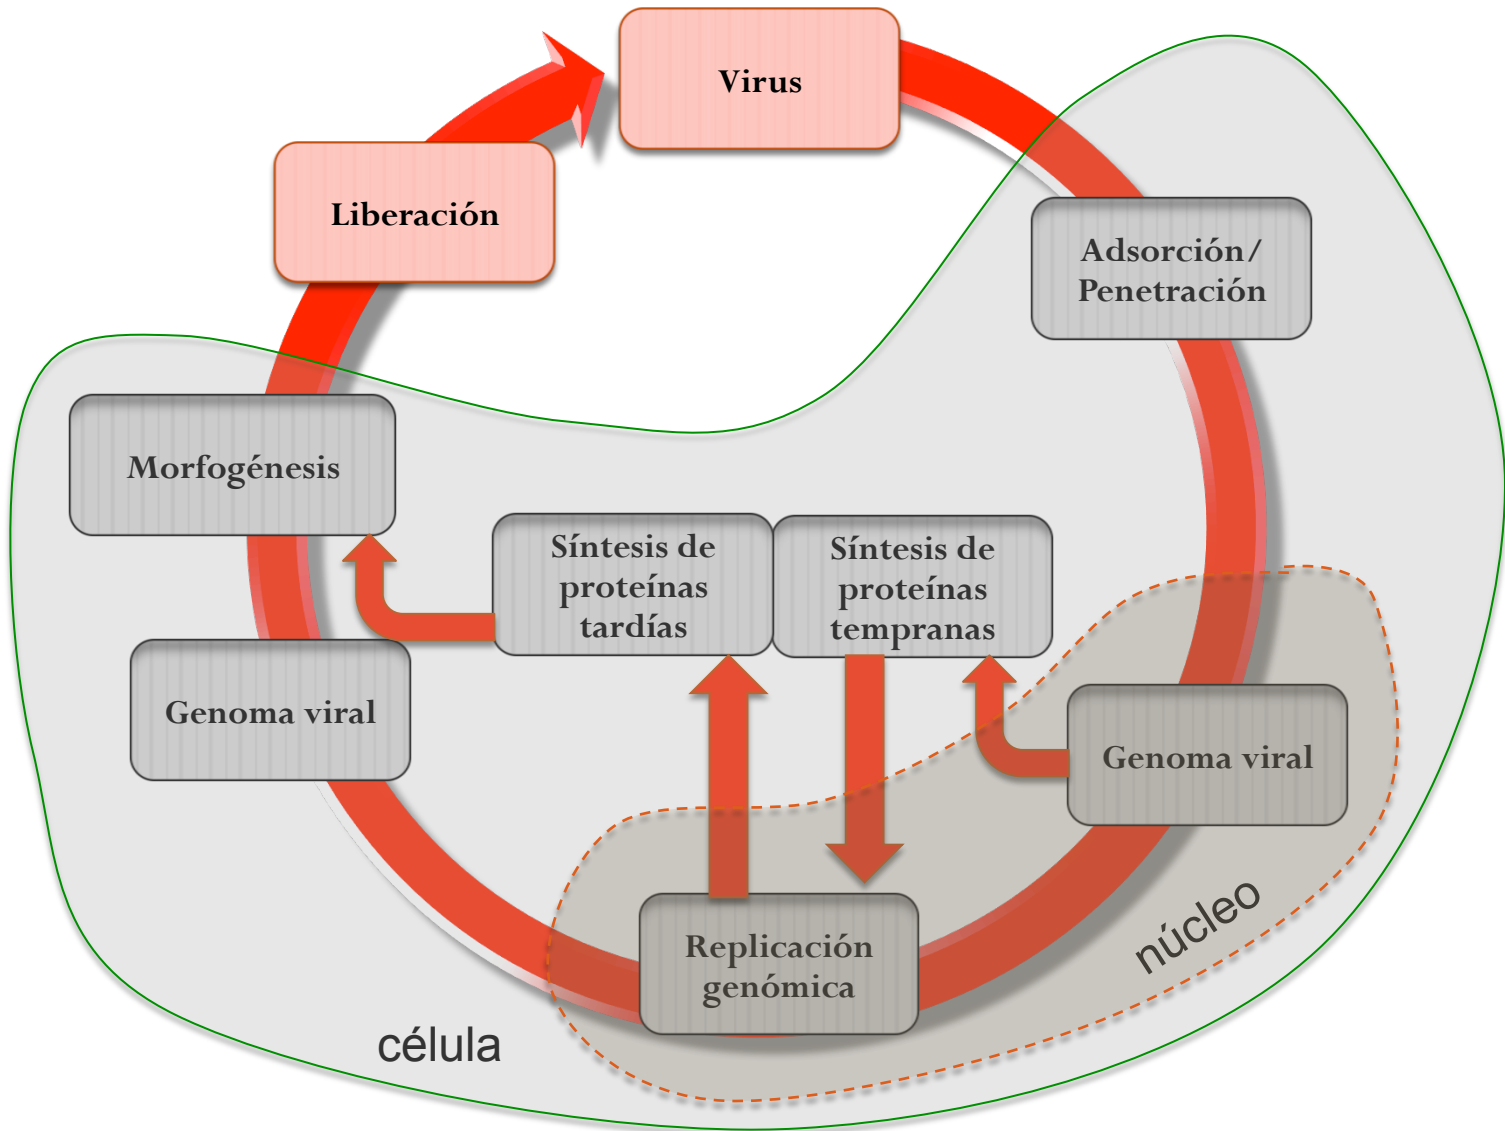 Virus
Liberación
Adsorción/
Penetración
Morfogénesis
Síntesis de
proteínas
tardías
Síntesis de
proteínas
tempranas
Genoma viral
Genoma viral
Replicación
genómica
núcleo
célula